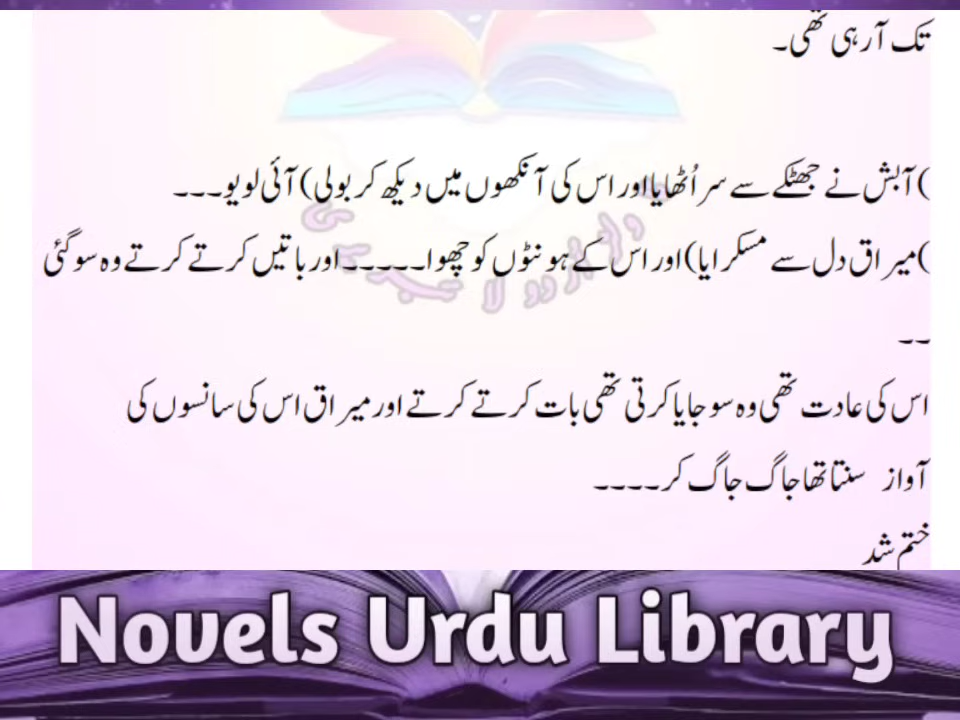 تک آرہی تھی۔
)آبش نے جھٹکے سے سر اُٹھایا اور اس کی آنکھوں میں دیکھ کر بولی( آئی لو یو۔۔۔
)میراق دل سے مسکرایا( اور اس کے ہونٹوں کو چھوا۔۔۔۔۔اور باتیں کرتے کرتے وہ سو گئی
۔۔
اس کی عادت تھی وہ سو جایا کرتی تھی بات کرتے کرتے اور میراق اس کی سانسوں کی
آواز سنتا تھا جاگ جاگ کر۔۔۔۔
ختم شد
Novels Urdu Library